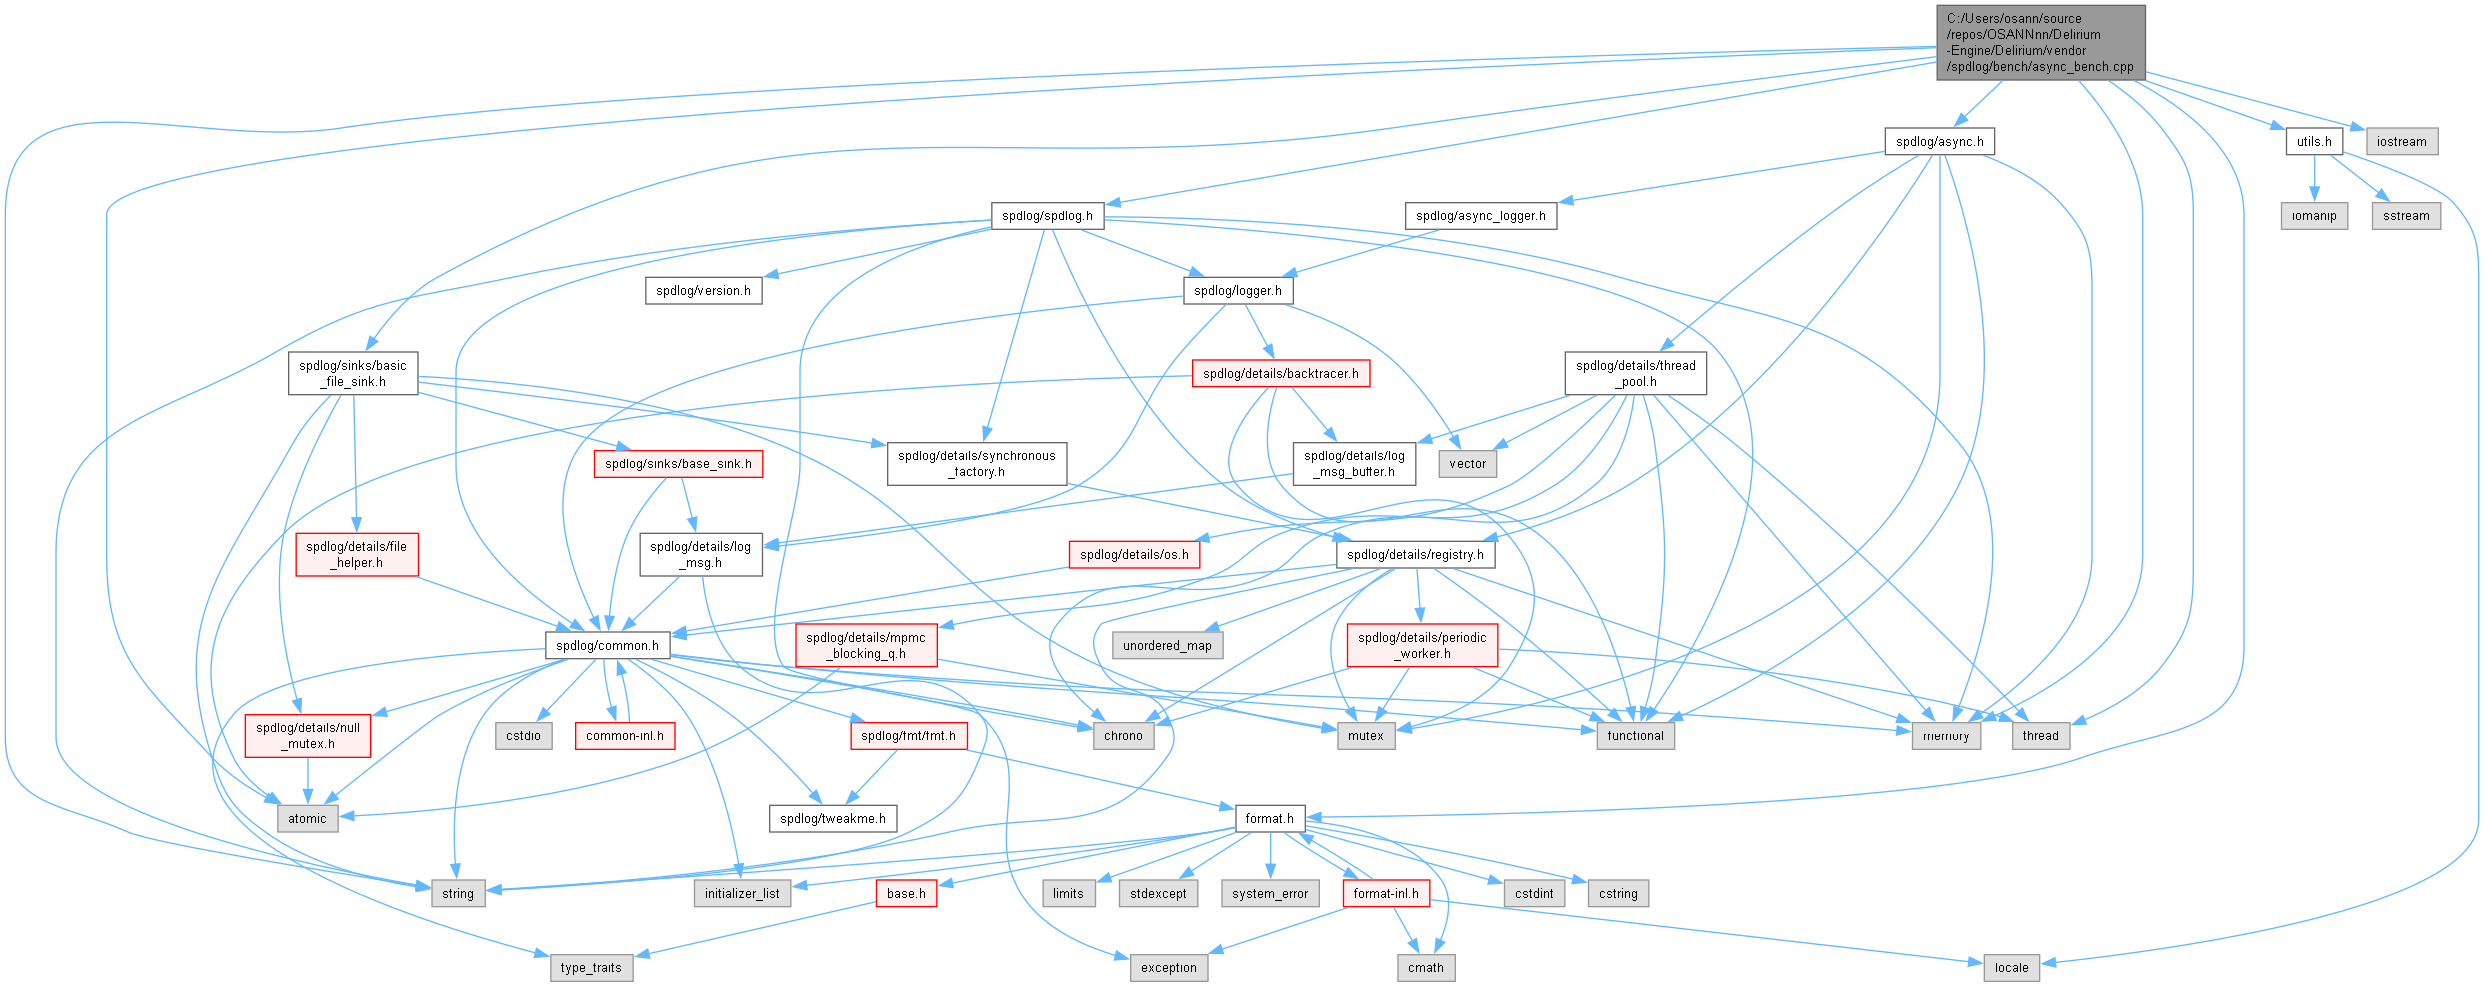 C:/Users/osann/source
/repos/OSANNnn/Delirium
-Engine/Delirium/vendor
/spdlog/bench/async_bench.cpp
spdlog/async.h
utils.h
iostream
spdlog/spdlog.h
spdlog/async_logger.h
iomanip
sstream
spdlog/version.h
spdlog/logger.h
spdlog/sinks/basic
_file_sink.h
spdlog/details/backtracer.h
spdlog/details/thread
_pool.h
spdlog/sinks/base_sink.h
spdlog/details/synchronous
_factory.h
spdlog/details/log
_msg_buffer.h
vector
spdlog/details/file
_helper.h
spdlog/details/log
_msg.h
spdlog/details/os.h
spdlog/details/registry.h
spdlog/common.h
spdlog/details/mpmc
_blocking_q.h
unordered_map
spdlog/details/periodic
_worker.h
spdlog/details/null
_mutex.h
cstdio
common-inl.h
spdlog/fmt/fmt.h
chrono
mutex
functional
memory
thread
atomic
spdlog/tweakme.h
format.h
string
initializer_list
base.h
limits
stdexcept
system_error
format-inl.h
cstdint
cstring
type_traits
exception
cmath
locale